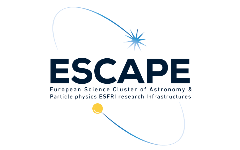 ESCAPE
European Science Cluster of Astronomy &
Particle physics ESFRI research Infrastructures